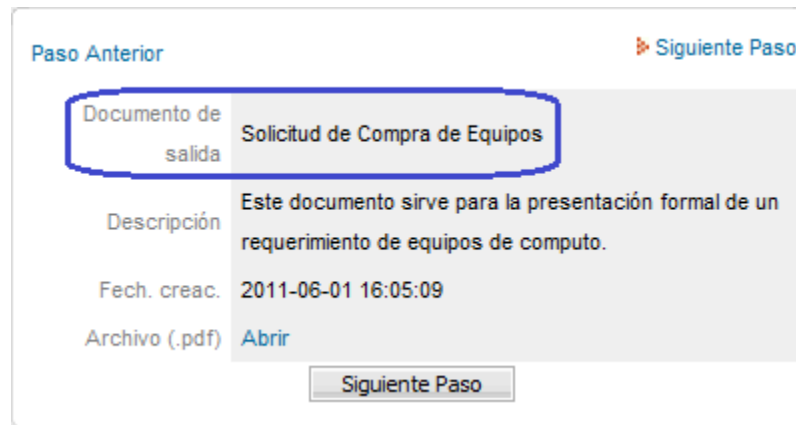 Paso Anterior
Siguiente Paso
Documento de
salida
Solicitud de Compra de Equipos
Descripción
Este documento sirve para la presentación formal de un
requerimiento de equipos de computo.
Fech. creac.
2011-06-01 16:05:09
Archivo (.pdf)
Abrir
Siguiente Paso